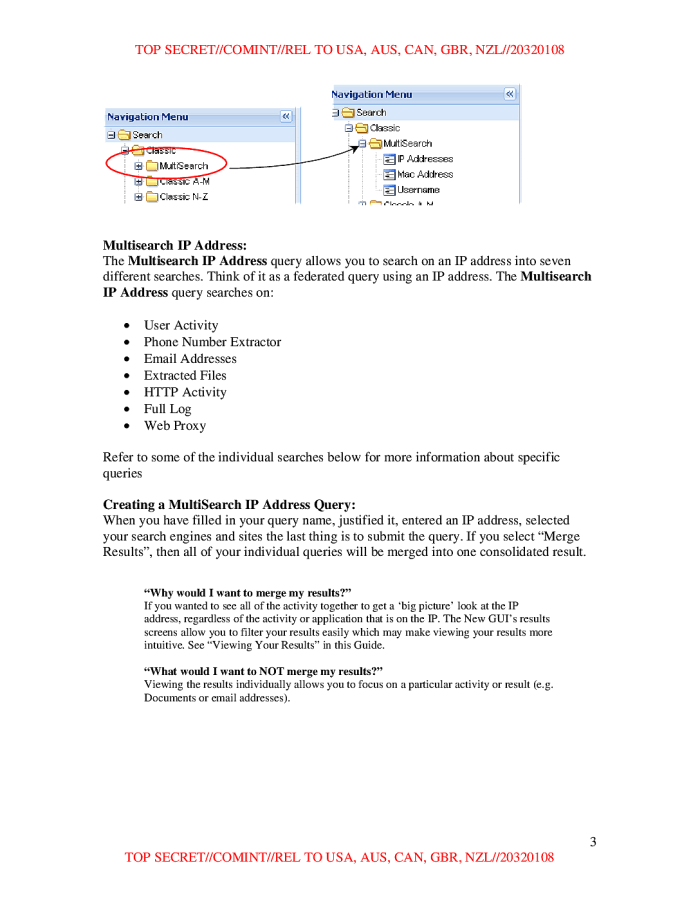 TOP SECRET//COMINT//REL TO USA, AUS, CAN, GBR, NZL//20320108
Navigation Menu
Search
Classic
MultiSearch
Classic A-M
Classic N-Z
Navigation Menu
Search
Classic
MultiSearch
IP Addresses
Mac Address
Username
Classic A-M
Multisearch IP Address:
The Multisearch IP Address query allows you to search on an IP address into seven
different searches. Think of it as a federated query using an IP address. The Multisearch
IP Address query searches on:
• User Activity
• Phone Number Extractor
• Email Addresses
• Extracted Files
• HTTP Activity
• Full Log
• Web Proxy
Refer to some of the individual searches below for more information about specific
queries
Creating a MultiSearch IP Address Query:
When you have filled in your query name, justified it, entered an IP address, selected
your search engines and sites the last thing is to submit the query. If you select “Merge
Results”, then all of your individual queries will be merged into one consolidated result.
“Why would I want to merge my results?”
If you wanted to see all of the activity together to get a ‘big picture’ look at the IP
address, regardless of the activity or application that is on the IP. The New GUI’s results
screens allow you to filter your results easily which may make viewing your results more
intuitive. See “Viewing Your Results” in this Guide.
“What would I want to NOT merge my results?”
Viewing the results individually allows you to focus on a particular activity or result (e.g.
Documents or email addresses).
3
TOP SECRET//COMINT//REL TO USA, AUS, CAN, GBR, NZL//20320108